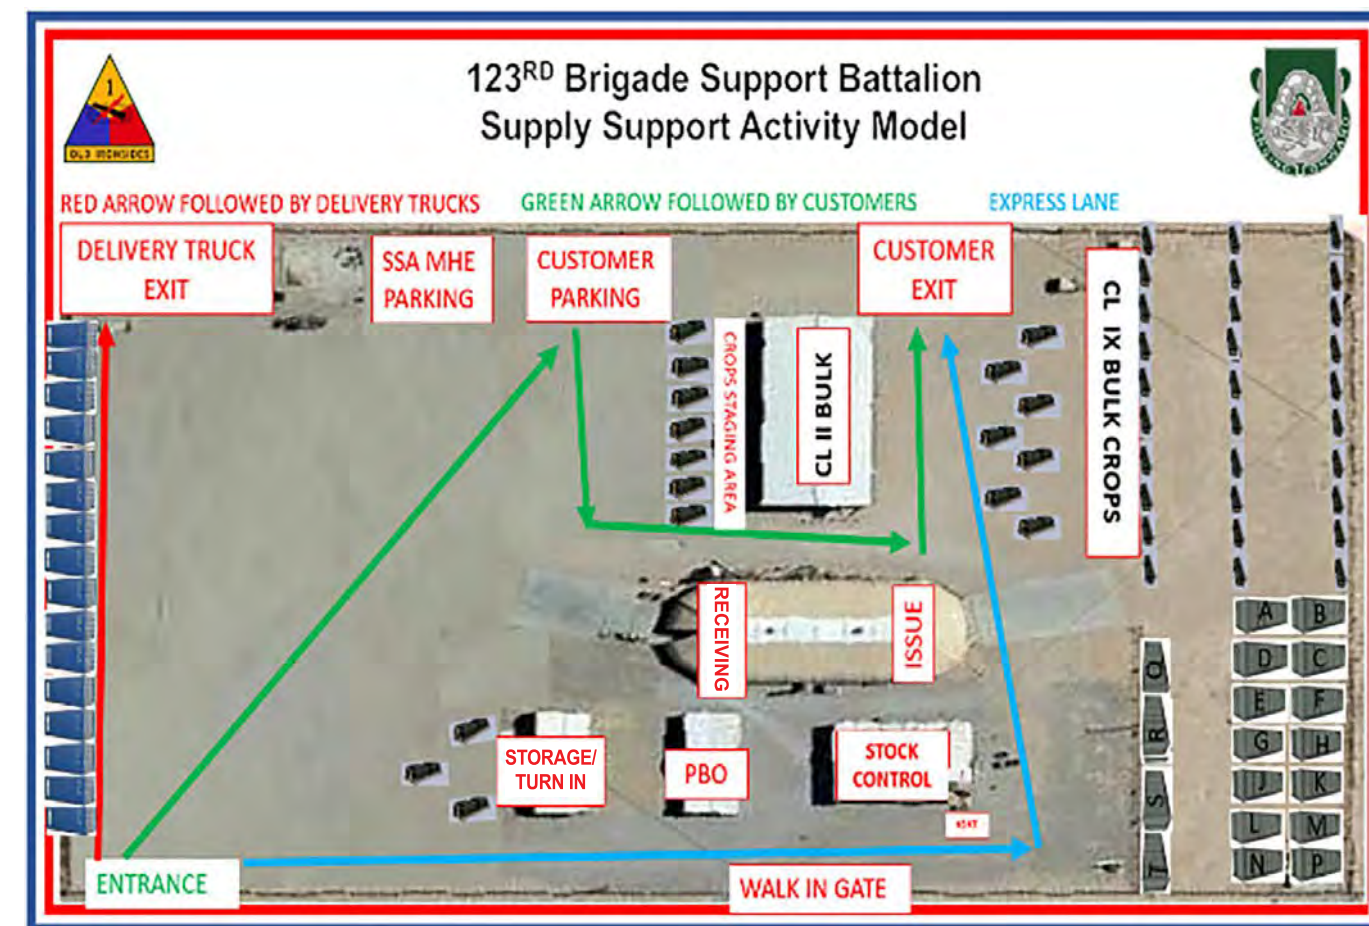 123RD Brigade Support Battalion
Supply Support Activity Model
1
OLD IRONSIDES
RED ARROW FOLLOWED BY DELIVERY TRUCKS
GREEN ARROW FOLLOWED BY CUSTOMERS
EXPRESS LANE
DELIVERY TRUCK
EXIT
SSA MHE
PARKING
CUSTOMER
PARKING
CUSTOMER
EXIT
CROPS STAGING AREA
CL II BULK
CL IX BULK CROPS
RECEIVING
ISSUE
STORAGE/
TURN IN
PBO
STOCK
CONTROL
ENTRANCE
WALK IN GATE
A B
D C
E F
G H
J K
L M
N P
Q
R
S
T